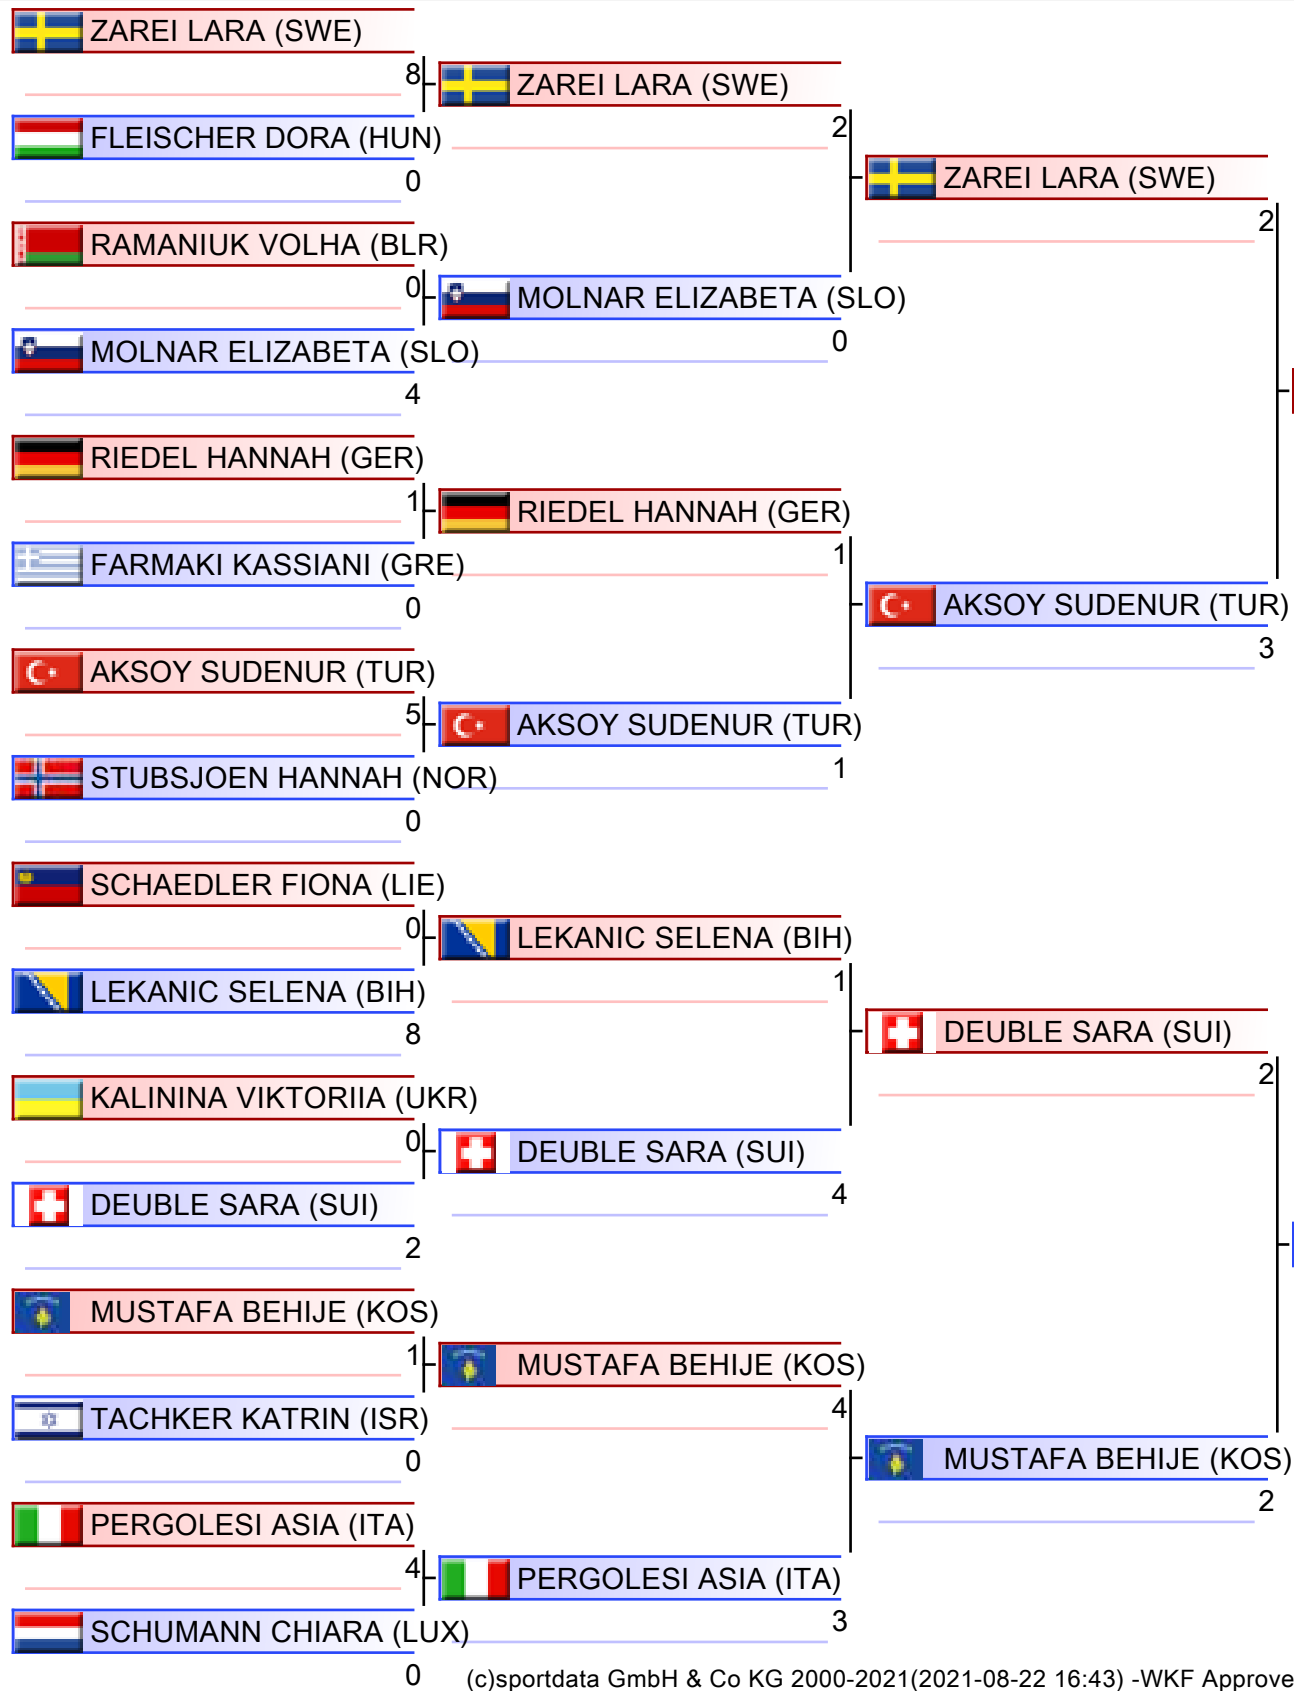 ZAREI LARA (SWE)
8
ZAREI LARA (SWE)
2
FLEISCHER DORA (HUN)
0
ZAREI LARA (SWE)
2
RAMANIUK VOLHA (BLR)
0
MOLNAR ELIZABETA (SLO)
0
MOLNAR ELIZABETA (SLO)
4
RIEDEL HANNAH (GER)
1
RIEDEL HANNAH (GER)
1
FARMAKI KASSIANI (GRE)
0
AKSOY SUDENUR (TUR)
3
AKSOY SUDENUR (TUR)
5
AKSOY SUDENUR (TUR)
1
STUBSJOEN HANNAH (NOR)
0
SCHAEDLER FIONA (LIE)
0
LEKANIC SELENA (BIH)
1
LEKANIC SELENA (BIH)
8
DEUBLE SARA (SUI)
2
KALININA VIKTORIIA (UKR)
0
DEUBLE SARA (SUI)
4
DEUBLE SARA (SUI)
2
MUSTAFA BEHIJE (KOS)
1
MUSTAFA BEHIJE (KOS)
4
TACHKER KATRIN (ISR)
0
MUSTAFA BEHIJE (KOS)
2
PERGOLESI ASIA (ITA)
4
PERGOLESI ASIA (ITA)
3
SCHUMANN CHIARA (LUX)
0
(c)sportdata GmbH & Co KG 2000-2021(2021-08-22 16:43) -WKF Approve